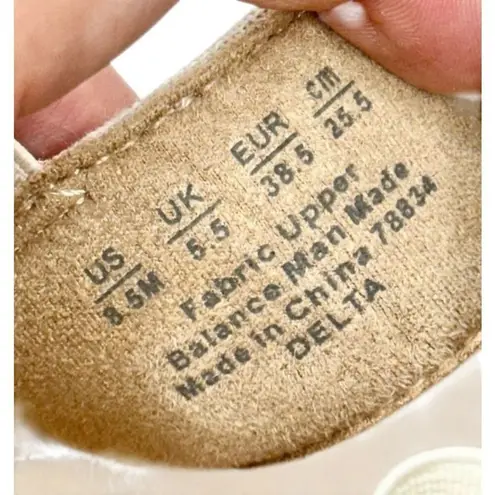 US UK EUR cm
8.5M 5.5 38.5 25.5
Fabric Upper
Balance Man Made
Made in China 78834
DELTA